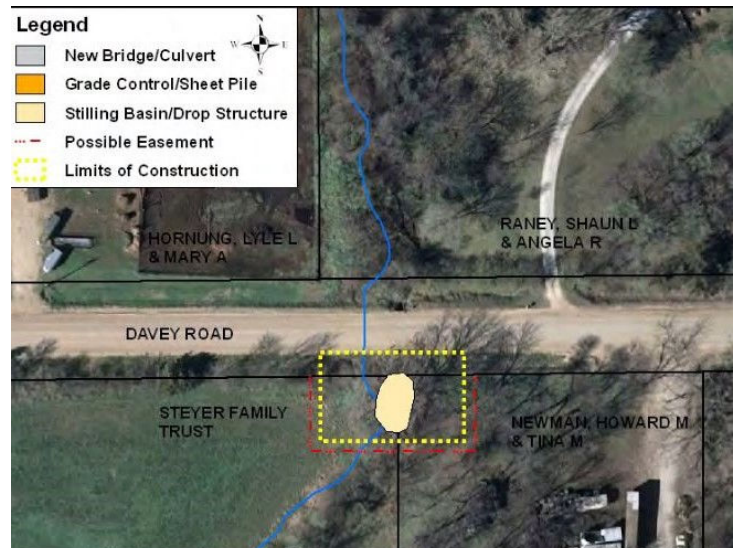 Legend
N
W E
S
New Bridge/Culvert
Grade Control/Sheet Pile
Stilling Basin/Drop Structure
Possible Easement
Limits of Construction
HORNUNG, LYLE L
& MARY A
RANEY, SHAUN L
& ANGELA R
DAVEY ROAD
STEYER FAMILY
TRUST
NEWMAN, HOWARD M
& TINA M